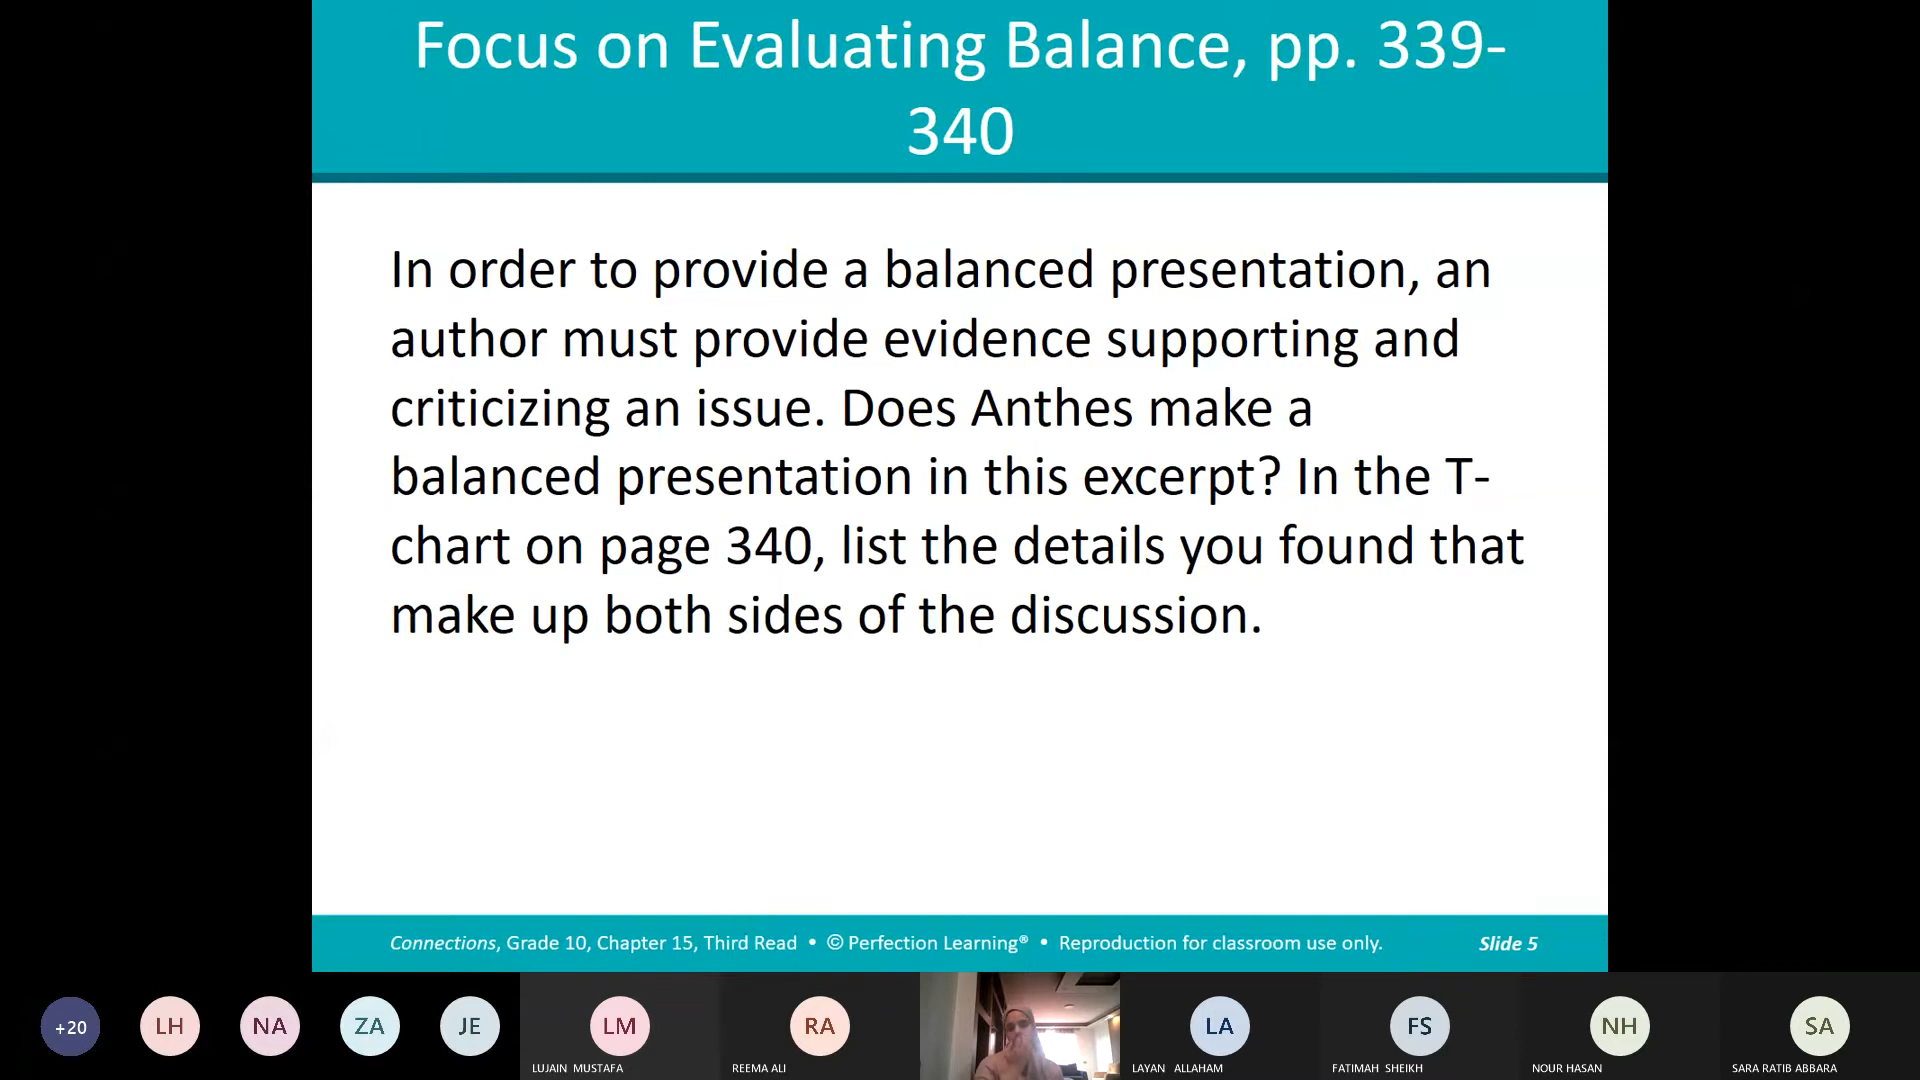 Focus on Evaluating Balance, pp. 339-
340
In order to provide a balanced presentation, an
author must provide evidence supporting and
criticizing an issue. Does Anthes make a
balanced presentation in this excerpt? In the T-
chart on page 340, list the details you found that
make up both sides of the discussion.
Connections, Grade 10, Chapter 15, Third Read • © Perfection Learning® • Reproduction for classroom use only. Slide 5
+20 LH NA ZA JE LM RA LA FS NH SA
LUJAIN MUSTAFA REEMA ALI LAYAN ALLAHAM FATIMAH SHEIKH NOUR HASAN SARA RATIB ABBARA